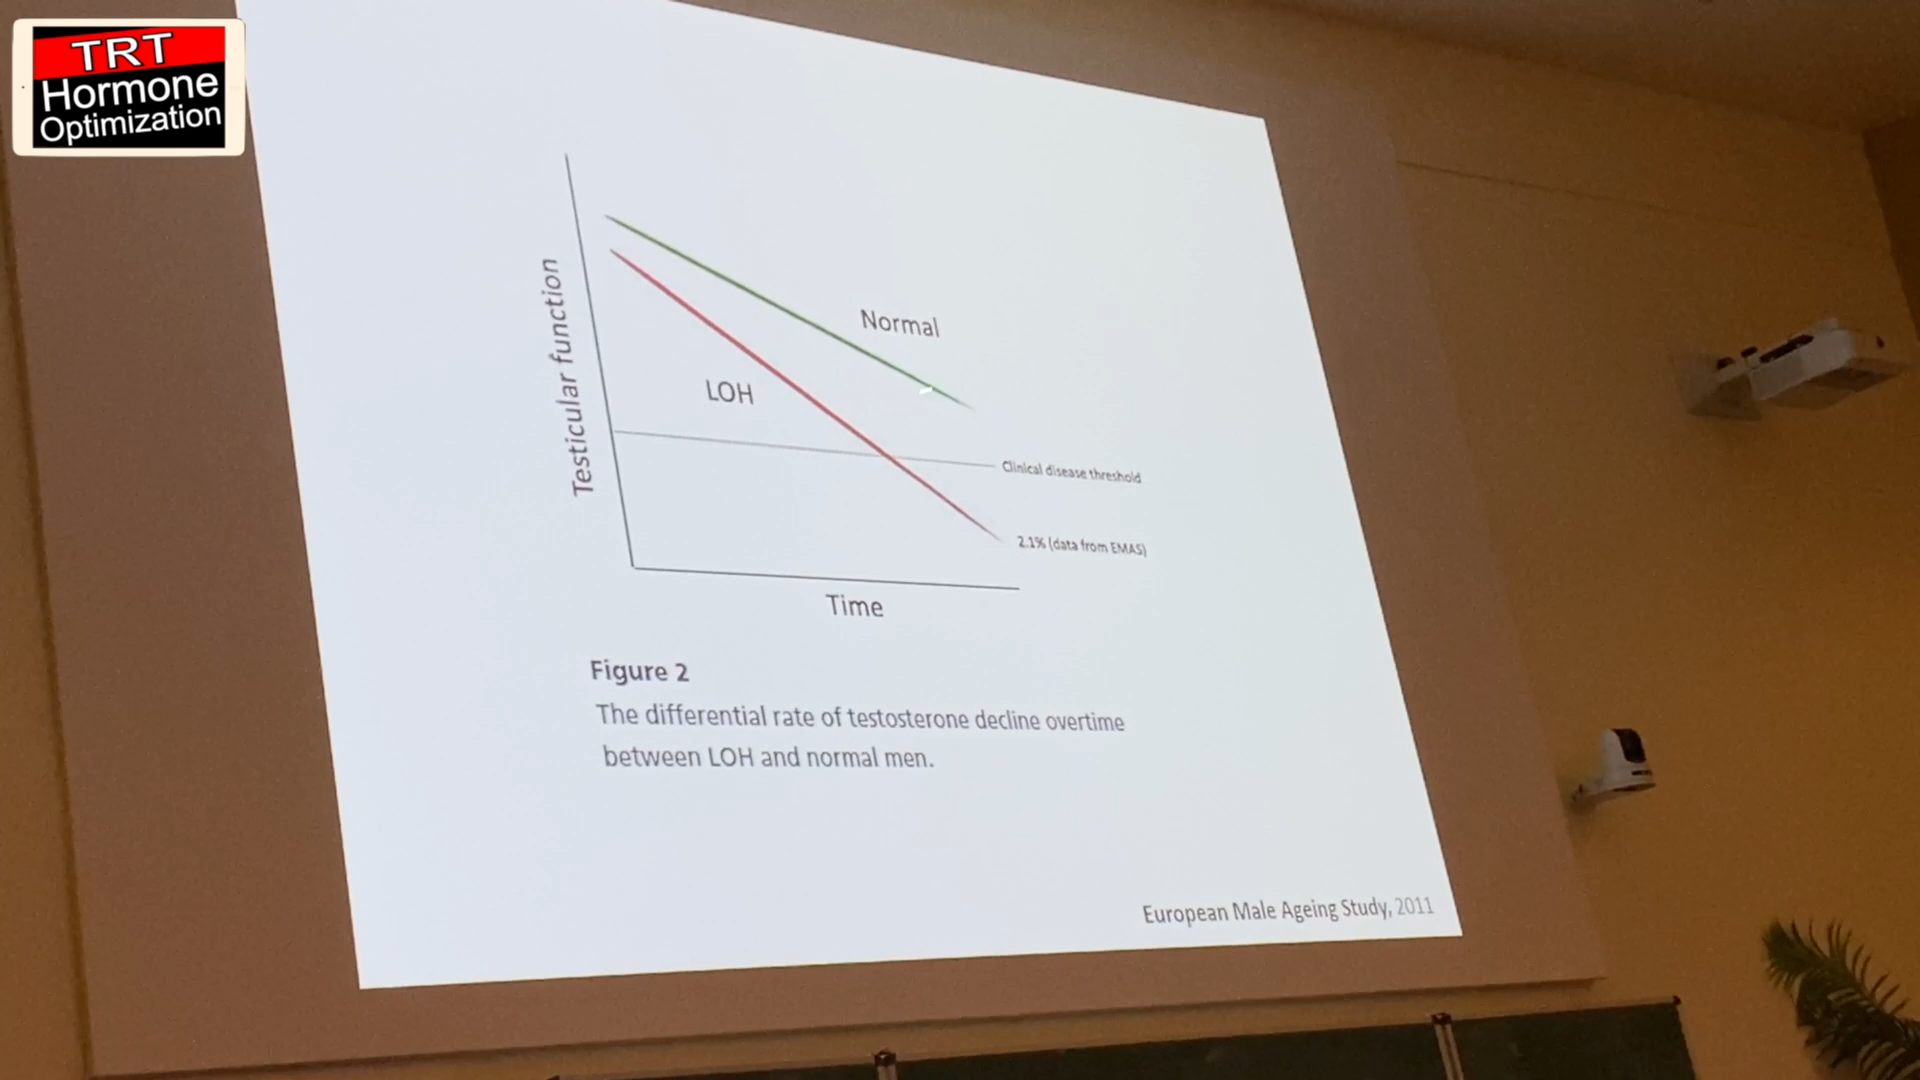 TRT
Hormone
Optimization
Testicular function
Normal
LOH
Clinical disease threshold
2.1% (data from EMAS)
Time
Figure 2
The differential rate of testosterone decline overtime
between LOH and normal men.
European Male Ageing Study, 2011